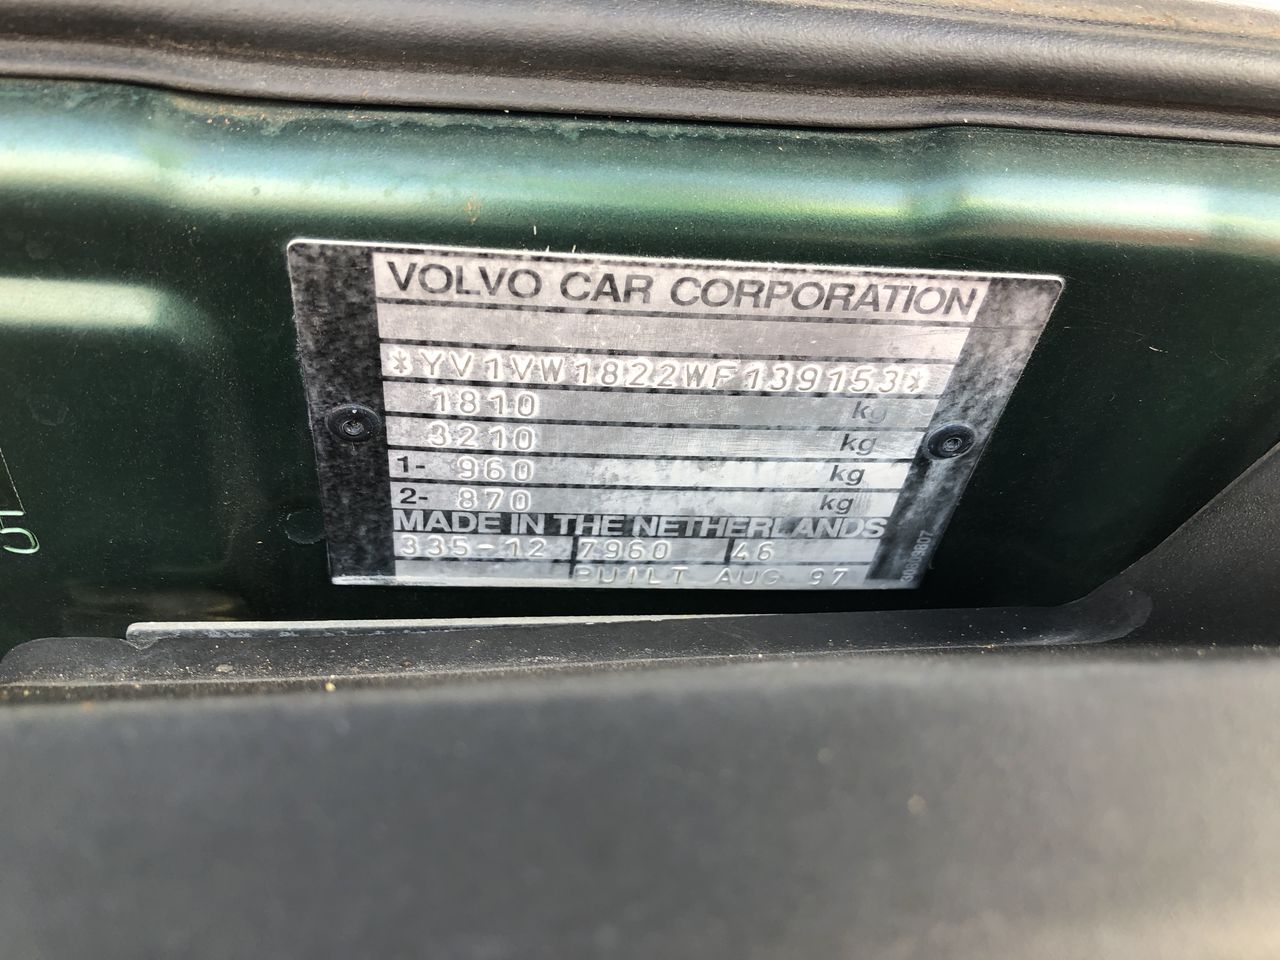 VOLVO CAR CORPORATION
*YV1VW1822WF139153*
1810 kg
3210 kg
1- 960 kg
2- 870 kg
MADE IN THE NETHERLANDS
335-12 7960 46
BUILT AUG 97
5